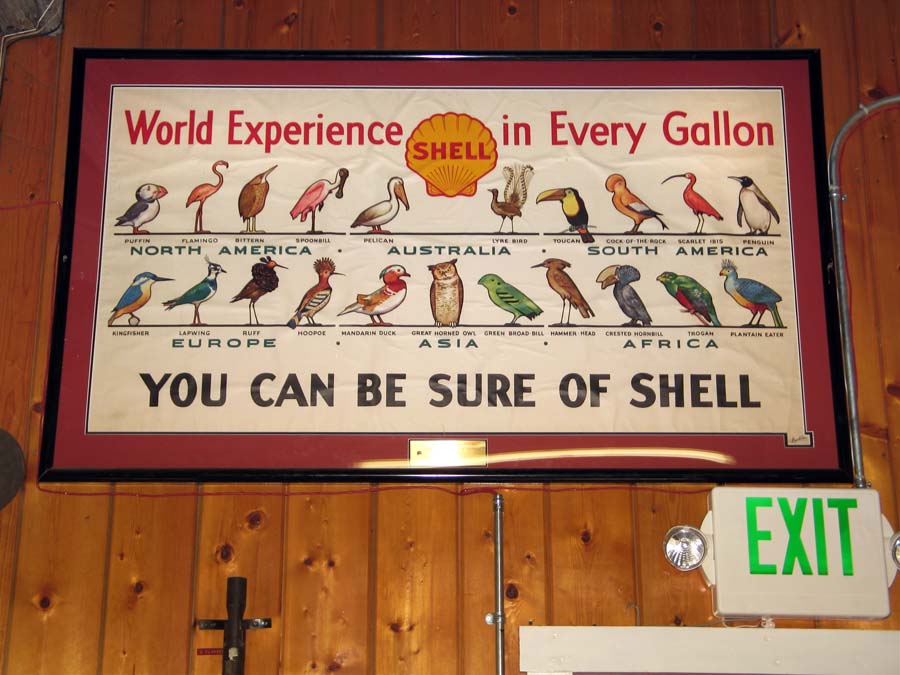 World Experience SHELL in Every Gallon
PUFFIN FLAMINGO BITTERN SPOONBILL PELICAN LYRE BIRD TOUCAN COCK-OF-THE-ROCK SCARLET IBIS PENGUIN
NORTH AMERICA · AUSTRALIA · SOUTH AMERICA
KINGFISHER LAPWING RUFF HOOPOE MANDARIN DUCK GREAT HORNED OWL GREEN BROAD BILL HAMMER HEAD CRESTED HORNBILL TROGAN PLANTAIN EATER
EUROPE · ASIA · AFRICA
YOU CAN BE SURE OF SHELL
EXIT